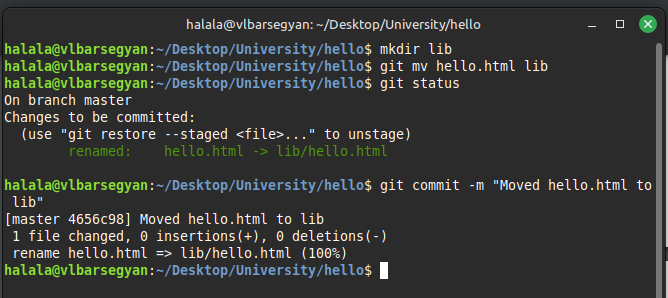 halala@vlbarsegyan: ~/Desktop/University/hello
halala@vlbarsegyan:~/Desktop/University/hello$ mkdir lib
halala@vlbarsegyan:~/Desktop/University/hello$ git mv hello.html lib
halala@vlbarsegyan:~/Desktop/University/hello$ git status
On branch master
Changes to be committed:
  (use "git restore --staged <file>..." to unstage)
        renamed:    hello.html -> lib/hello.html

halala@vlbarsegyan:~/Desktop/University/hello$ git commit -m "Moved hello.html to
 lib"
[master 4656c98] Moved hello.html to lib
 1 file changed, 0 insertions(+), 0 deletions(-)
 rename hello.html => lib/hello.html (100%)
halala@vlbarsegyan:~/Desktop/University/hello$